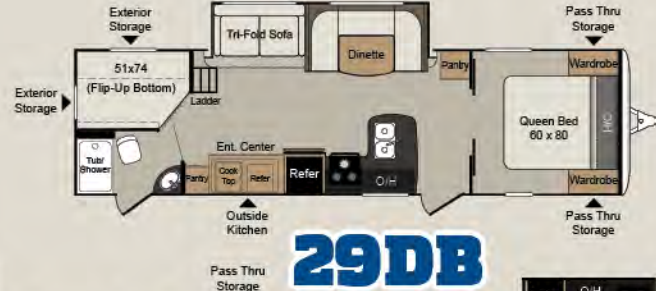 Exterior
Storage
Pass Thru
Storage
Tri-Fold Sofa
Dinette
Pantry
Wardrobe
51x74
(Flip-Up Bottom)
Ladder
Exterior
Storage
Queen Bed
60 x 80
H/C
Tub/
Shower
Ent. Center
Pantry
Cook
Top
Refer
Refer
O/H
Wardrobe
Outside
Kitchen
Pass Thru
Storage
29DB
Pass Thru
Storage
O/H